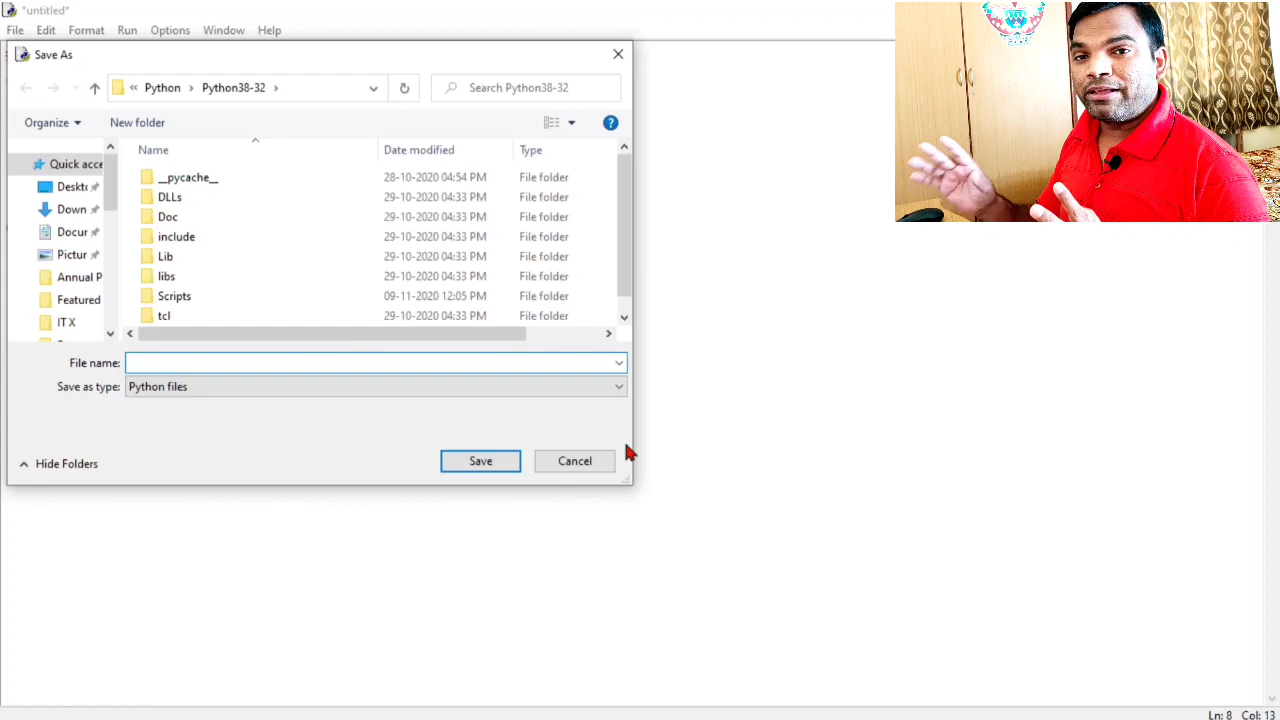 *untitled*
File Edit Format Run Options Window Help
Save As
Python Python38-32 Search Python38-32
Organize New folder
Name Date modified Type
Quick acce
__pycache__ 28-10-2020 04:54 PM File folder
Deskto
DLLs 29-10-2020 04:33 PM File folder
Down
Doc 29-10-2020 04:33 PM File folder
Docur
include 29-10-2020 04:33 PM File folder
Pictur
Lib 29-10-2020 04:33 PM File folder
Annual P
libs 29-10-2020 04:33 PM File folder
Featured
Scripts 09-11-2020 12:05 PM File folder
IT X
tcl 29-10-2020 04:33 PM File folder
File name:
Save as type: Python files
Hide Folders Save Cancel
Ln: 8 Col: 13